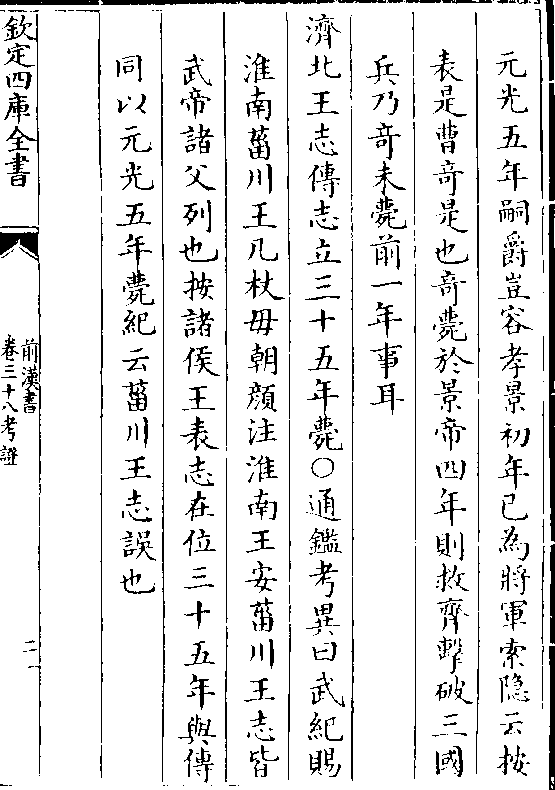 元光五年嗣爵豈容孝景初年已為將軍索隐云按
表是曹竒是也竒薨於景帝四年則救齊擊破三國
兵乃竒未薨前一年事耳
濟北王志傳志立三十五年薨○通鑑考異曰武紀賜
淮南菑川王几杖毋朝顔注淮南王安菑川王志皆
武帝諸父列也按諸侯王表志在位三十五年與傳
同以元光五年薨紀云菑川王志誤也
欽定四庫全書
前漢書
卷三十八考證
二